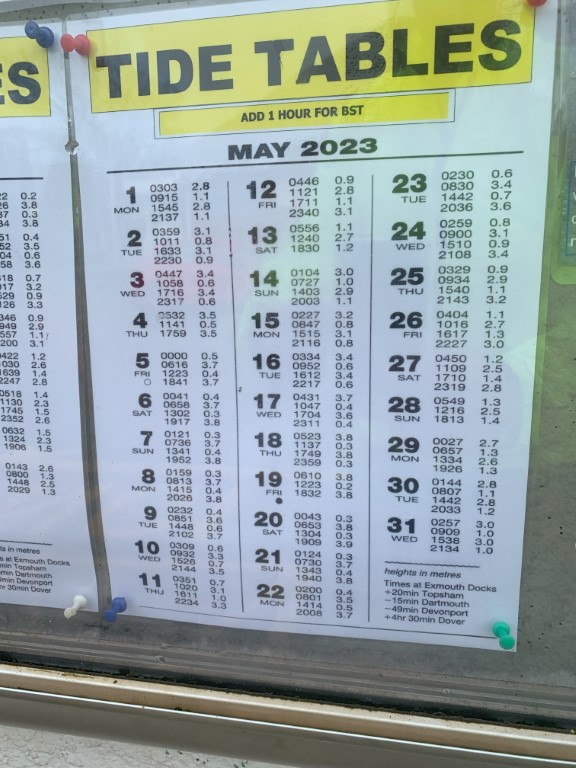 ES
TIDE TABLES
ADD 1 HOUR FOR BST
MAY 2023
1 MON
0303 2.8
0915 1.1
1545 2.8
2137 1.1
2 TUE
0359 3.1
1011 0.8
1633 3.1
2230 0.9
3 WED
0447 3.4
1058 0.6
1716 3.4
2317 0.6
4 THU
0532 3.5
1141 0.5
1759 3.5
5 FRI
0000 0.5
0616 3.7
1223 0.4
1841 3.7
6 SAT
0041 0.4
0658 3.7
1302 0.3
1917 3.8
7 SUN
0121 0.3
0736 3.7
1341 0.4
1952 3.8
8 MON
0159 0.3
0813 3.7
1415 0.4
2026 3.8
9 TUE
0232 0.4
0851 3.6
1448 0.6
2102 3.7
10 WED
0309 0.6
0932 3.3
1526 0.7
2144 3.5
11 THU
0351 0.7
1020 3.1
1611 1.0
2234 3.3
12 FRI
0446 0.9
1121 2.8
1711 1.1
2340 3.1
13 SAT
0556 1.1
1240 2.7
1830 1.2
14 SUN
0104 3.0
0727 1.0
1403 2.9
2003 1.1
15 MON
0227 3.2
0847 0.8
1515 3.1
2116 0.8
16 TUE
0334 3.4
0952 0.6
1612 3.4
2217 0.6
17 WED
0431 3.7
1047 0.4
1704 3.6
2311 0.4
18 THU
0523 3.8
1137 0.3
1749 3.8
2359 0.3
19 FRI
0610 3.8
1223 0.2
1832 3.8
20 SAT
0043 0.3
0653 3.8
1304 0.3
1909 3.9
21 SUN
0124 0.3
0730 3.7
1343 0.4
1940 3.8
22 MON
0200 0.4
0801 3.5
1414 0.5
2008 3.7
23 TUE
0230 0.6
0830 3.4
1442 0.7
2036 3.6
24 WED
0259 0.8
0900 3.1
1510 0.9
2108 3.4
25 THU
0329 0.9
0934 2.9
1540 1.1
2143 3.2
26 FRI
0404 1.1
1016 2.7
1617 1.3
2227 3.0
27 SAT
0450 1.2
1109 2.5
1710 1.4
2319 2.8
28 SUN
0549 1.3
1216 2.5
1813 1.4
29 MON
0027 2.7
0657 1.3
1334 2.6
1926 1.3
30 TUE
0144 2.8
0807 1.1
1442 2.8
2033 1.2
31 WED
0257 3.0
0909 1.0
1538 3.0
2134 1.0
heights in metres
Times at Exmouth Docks
+20min Topsham
−15min Dartmouth
−49min Devonport
+4hr 30min Dover